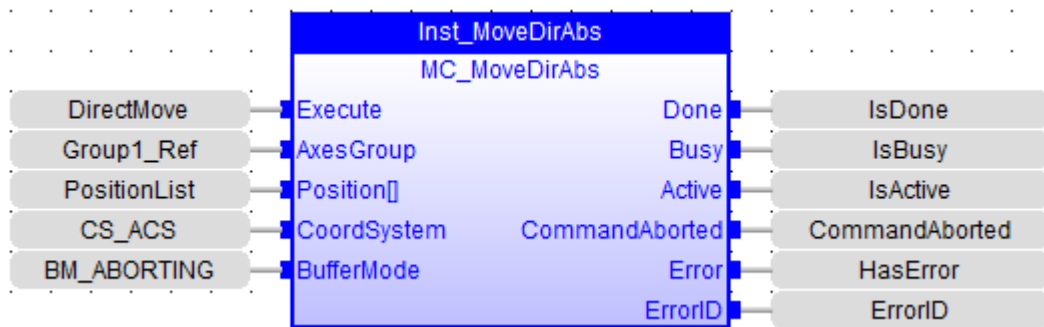 Inst_MoveDirAbs
MC_MoveDirAbs
DirectMove Execute Done IsDone
Group1_Ref AxesGroup Busy IsBusy
PositionList Position[] Active IsActive
CS_ACS CoordSystem CommandAborted CommandAborted
BM_ABORTING BufferMode Error HasError
ErrorID ErrorID